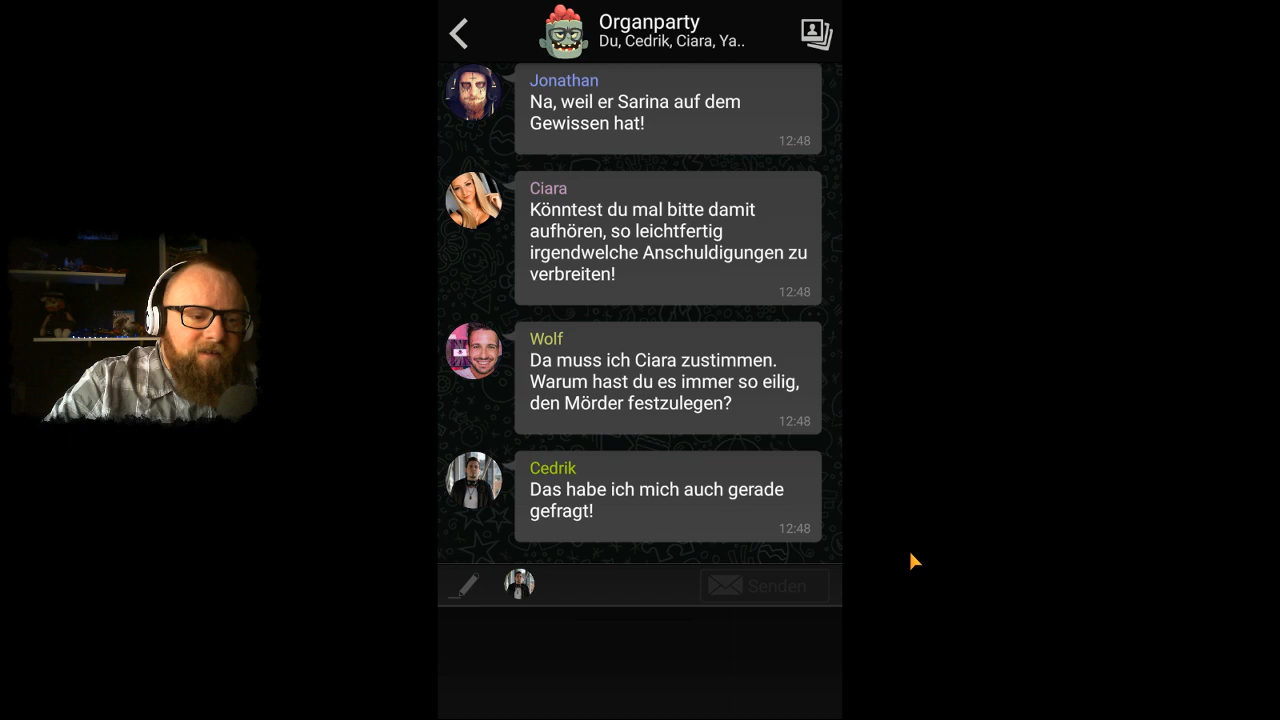 Organparty
Du, Cedrik, Ciara, Ya..
Jonathan
Na, weil er Sarina auf dem
Gewissen hat!
12:48
Ciara
Könntest du mal bitte damit
aufhören, so leichtfertig
irgendwelche Anschuldigungen zu
verbreiten!
12:48
Wolf
Da muss ich Ciara zustimmen.
Warum hast du es immer so eilig,
den Mörder festzulegen?
12:48
Cedrik
Das habe ich mich auch gerade
gefragt!
12:48
Senden